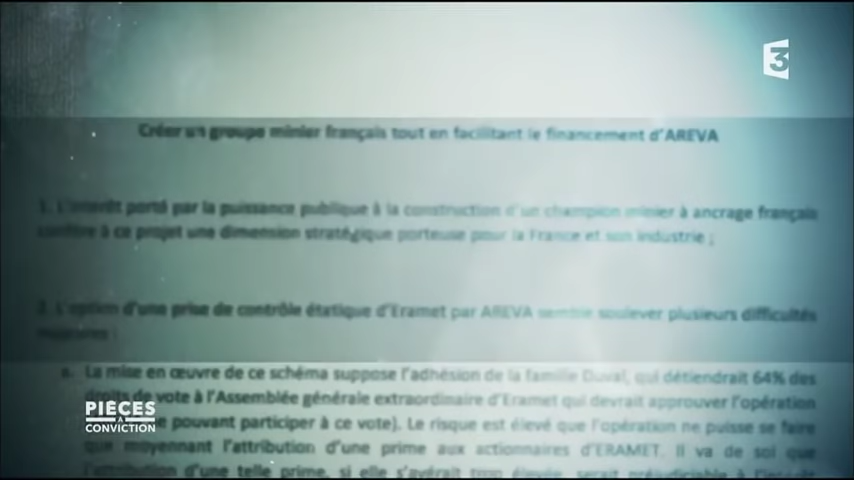 3
Créer un groupe minier français tout en facilitant le financement d'AREVA
1. L'intérêt porté par la puissance publique à la construction d'un champion minier à ancrage français
confère à ce projet une dimension stratégique porteuse pour la France et son industrie ;
2. L'option d'une prise de contrôle étatique d'Eramet par AREVA semble soulever plusieurs difficultés
majeures :
a. La mise en œuvre de ce schéma suppose l'adhésion de la famille Duval, qui détiendrait 64% des
droits de vote à l'Assemblée générale extraordinaire d'Eramet qui devrait approuver l'opération
pouvant participer à ce vote). Le risque est élevé que l'opération ne puisse se faire
que moyennant l'attribution d'une prime aux actionnaires d'ERAMET. Il va de soi que
l'attribution d'une telle prime, si elle s'avérait trop élevée, serait préjudiciable à l'intérêt
PIÈCES
À
CONVICTION